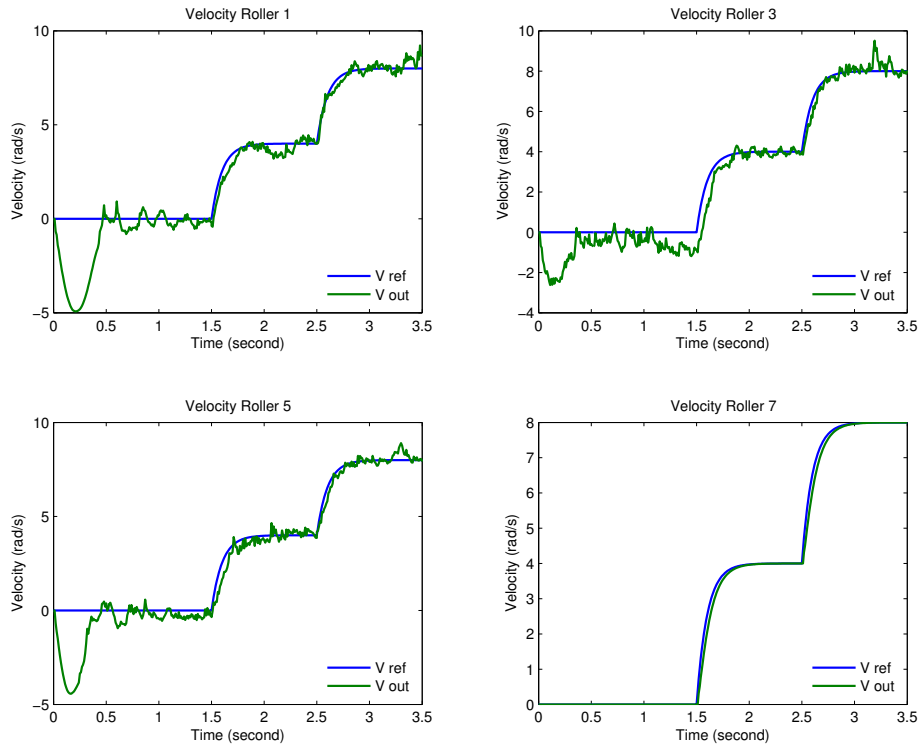 Velocity Roller 1
10
5
0
−5
Velocity (rad/s)
0 0.5 1 1.5 2 2.5 3 3.5
Time (second)
V ref
V out
Velocity Roller 3
10
8
6
4
2
0
−2
−4
Velocity (rad/s)
0 0.5 1 1.5 2 2.5 3 3.5
Time (second)
V ref
V out
Velocity Roller 5
10
5
0
−5
Velocity (rad/s)
0 0.5 1 1.5 2 2.5 3 3.5
Time (second)
V ref
V out
Velocity Roller 7
8
7
6
5
4
3
2
1
0
Velocity (rad/s)
0 0.5 1 1.5 2 2.5 3 3.5
Time (second)
V ref
V out